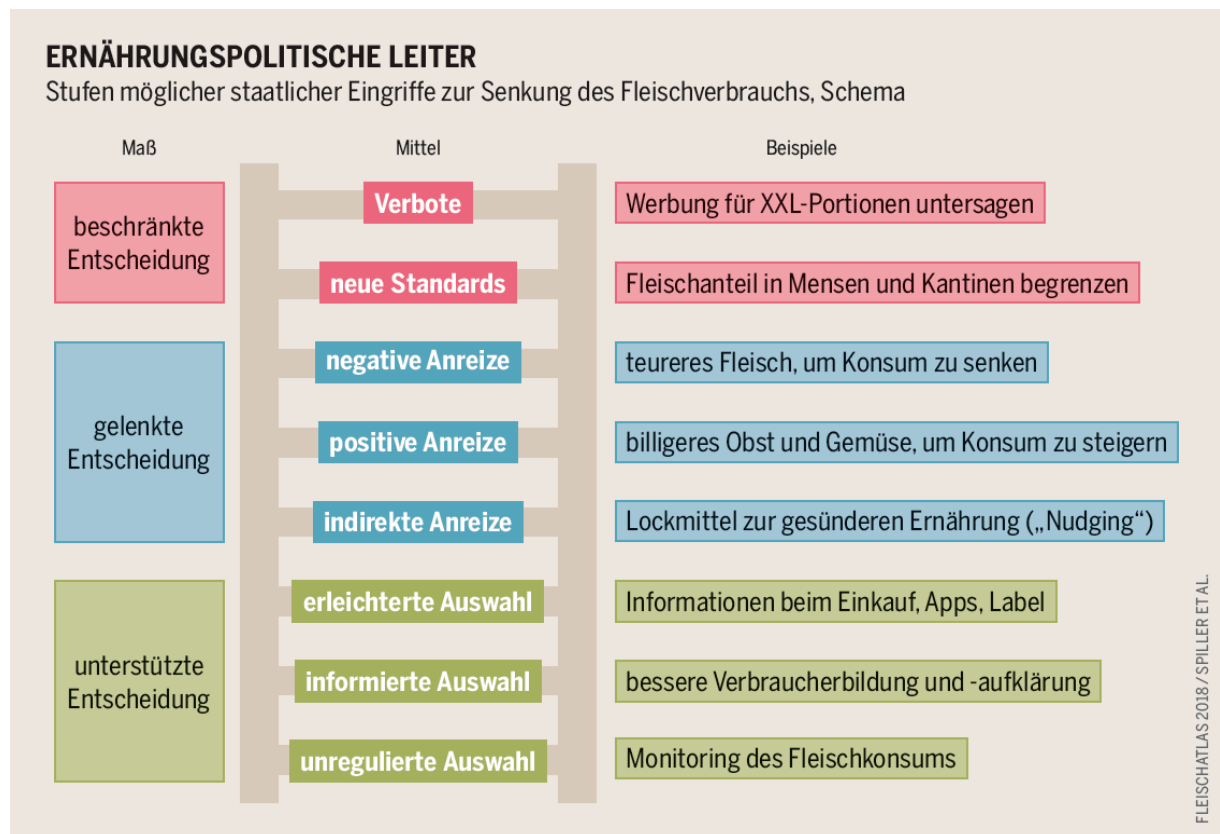 ERNÄHRUNGSPOLITISCHE LEITER
Stufen möglicher staatlicher Eingriffe zur Senkung des Fleischverbrauchs, Schema
Maß
Mittel
Beispiele
beschränkte
Entscheidung
Verbote
Werbung für XXL-Portionen untersagen
neue Standards
Fleischanteil in Mensen und Kantinen begrenzen
gelenkte
Entscheidung
negative Anreize
teureres Fleisch, um Konsum zu senken
positive Anreize
billigeres Obst und Gemüse, um Konsum zu steigern
indirekte Anreize
Lockmittel zur gesünderen Ernährung („Nudging“)
unterstützte
Entscheidung
erleichterte Auswahl
Informationen beim Einkauf, Apps, Label
informierte Auswahl
bessere Verbraucherbildung und -aufklärung
unregulierte Auswahl
Monitoring des Fleischkonsums
FLEISCHATLAS 2018 / SPILLER ET AL.